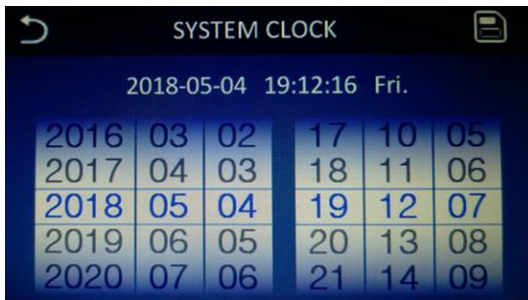 SYSTEM CLOCK
2018-05-04 19:12:16 Fri.
2016 03 02 17 10 05
2017 04 03 18 11 06
2018 05 04 19 12 07
2019 06 05 20 13 08
2020 07 06 21 14 09